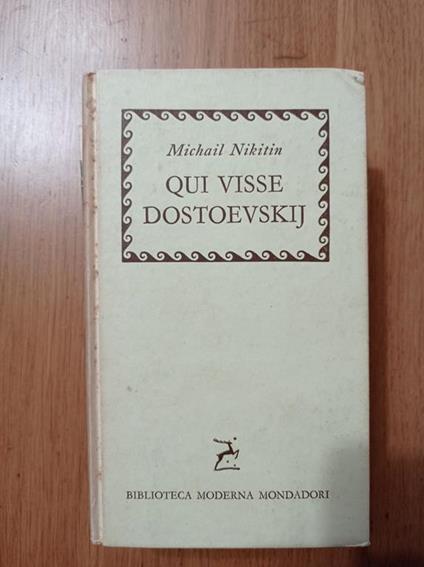 Michail Nikitin
QUI VISSE
DOSTOEVSKIJ
BIBLIOTECA MODERNA MONDADORI